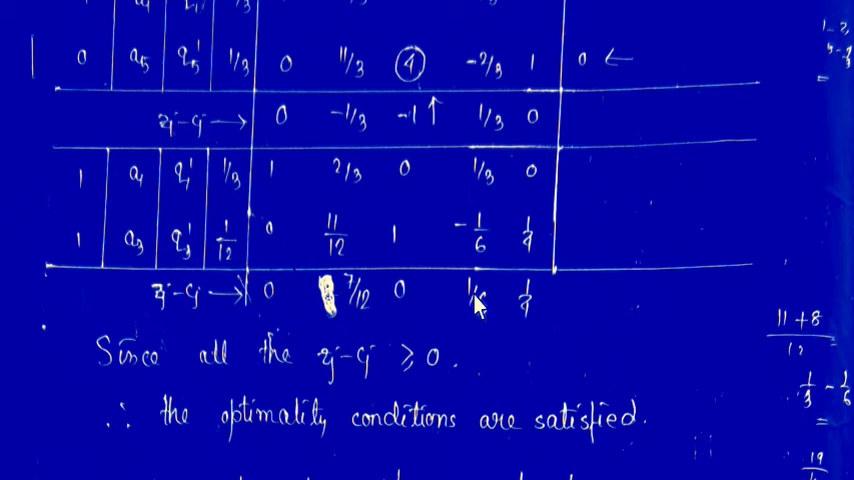 0 a5 q5' 1/3 0 11/3 4 -2/3 1 0 ←
zj-cj → 0 -1/3 -1↑ 1/3 0
1 a1 q1' 1/3 1 2/3 0 1/3 0
1 a3 q3' 1/12 0 11/12 1 -1/6 1/4
zj-cj → 0 7/12 0 1/6 1/4
11+8
Since all the zj-cj ≥ 0.
1/3 - 1/6
=
∴ the optimality conditions are satisfied.
19